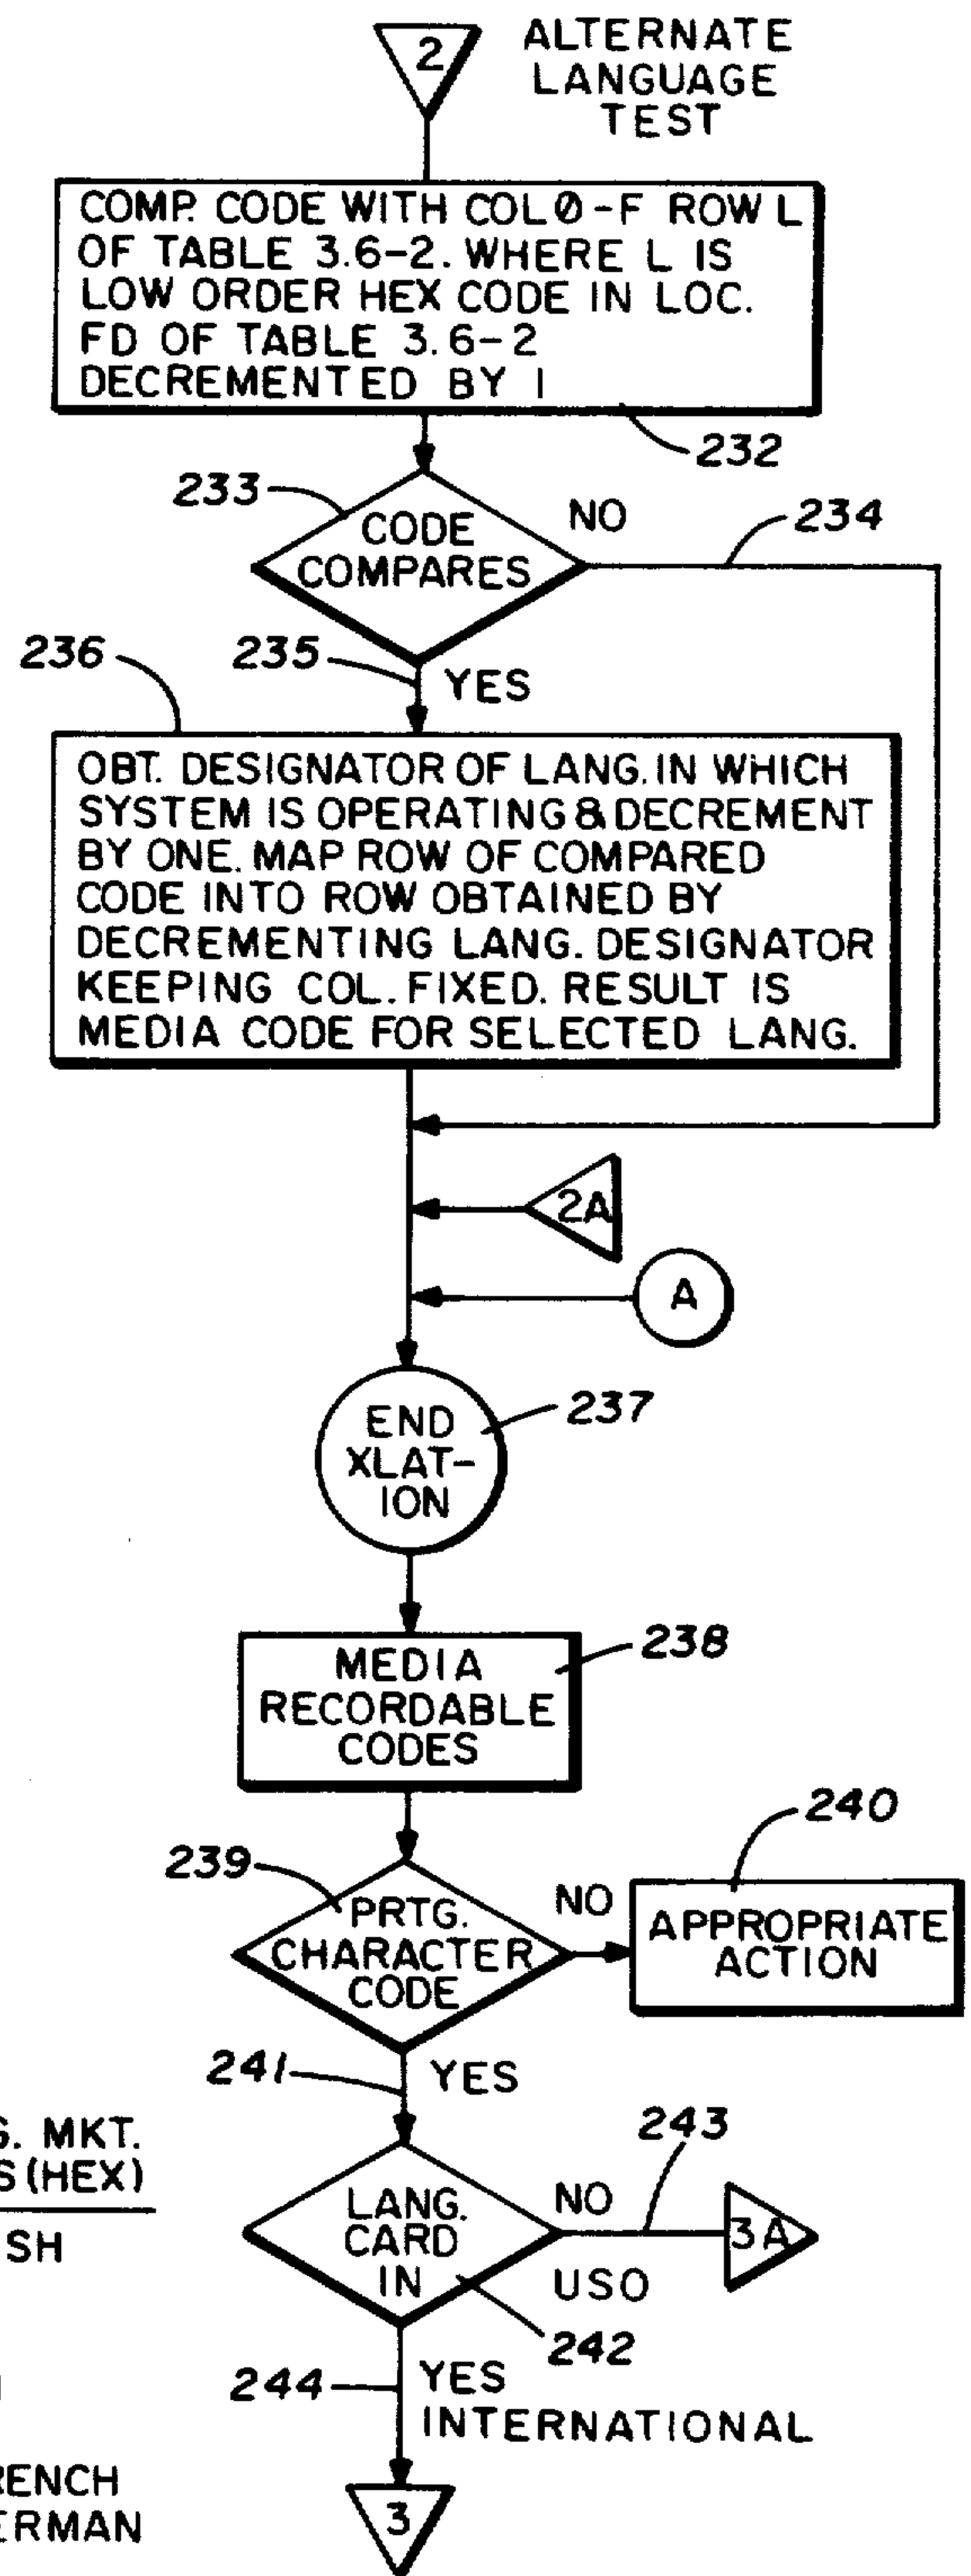 2
ALTERNATE
LANGUAGE
TEST
COMP. CODE WITH COL Ø-F ROW L
OF TABLE 3.6-2. WHERE L IS
LOW ORDER HEX CODE IN LOC.
FD OF TABLE 3.6-2
DECREMENTED BY 1
232
233
CODE
COMPARES
NO
234
236
235
YES
OBT. DESIGNATOR OF LANG. IN WHICH
SYSTEM IS OPERATING & DECREMENT
BY ONE. MAP ROW OF COMPARED
CODE INTO ROW OBTAINED BY
DECREMENTING LANG. DESIGNATOR
KEEPING COL. FIXED. RESULT IS
MEDIA CODE FOR SELECTED LANG.
2A
A
END
XLAT-
ION
237
MEDIA
RECORDABLE
CODES
238
239
PRTG.
CHARACTER
CODE
NO
240
APPROPRIATE
ACTION
241
YES
G. MKT.
S (HEX)
SH
LANG.
CARD
IN
NO
243
3A
USO
242
244
YES
INTERNATIONAL
RENCH
ERMAN
3